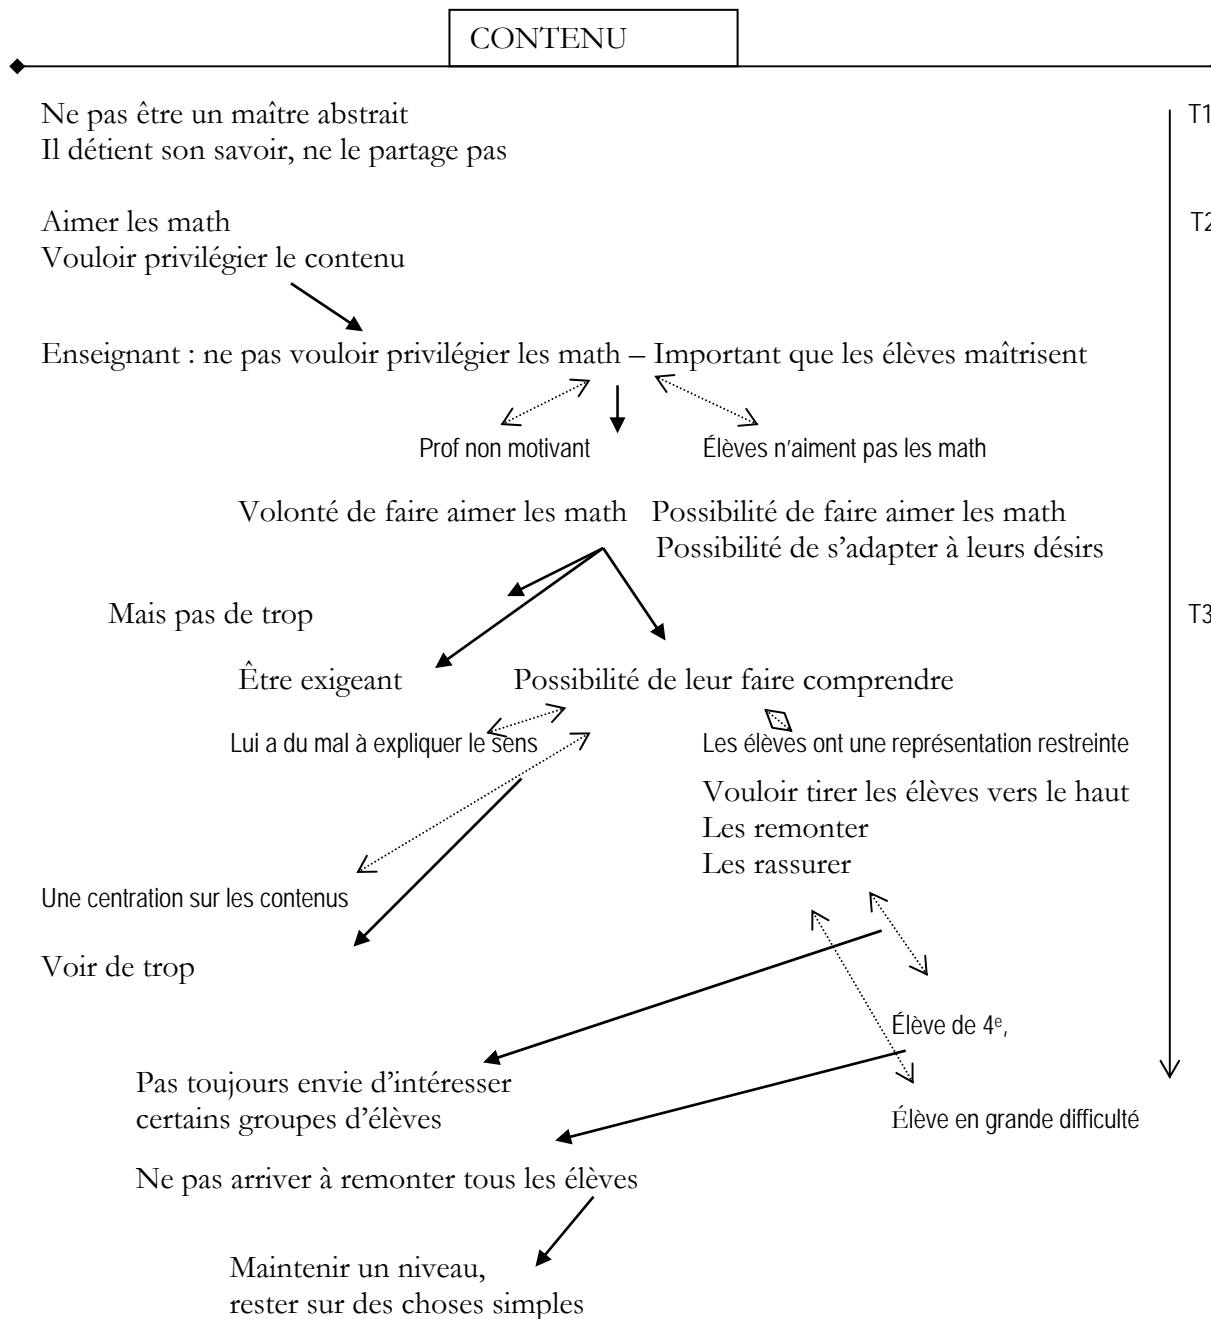 CONTENU
Ne pas être un maître abstrait
T1
Il détient son savoir, ne le partage pas
Aimer les math
T2
Vouloir privilégier le contenu
Enseignant : ne pas vouloir privilégier les math – Important que les élèves maîtrisent
Prof non motivant
Élèves n'aiment pas les math
Volonté de faire aimer les math
Possibilité de faire aimer les math
Possibilité de s’adapter à leurs désirs
Mais pas de trop
T3
Être exigeant
Possibilité de leur faire comprendre
Lui a du mal à expliquer le sens
Les élèves ont une représentation restreinte
Vouloir tirer les élèves vers le haut
Les remonter
Les rassurer
Une centration sur les contenus
Voir de trop
Élève de 4e,
Pas toujours envie d’intéresser
certains groupes d’élèves
Élève en grande difficulté
Ne pas arriver à remonter tous les élèves
Maintenir un niveau,
rester sur des choses simples